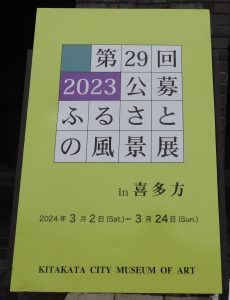 第29回
2023公募
ふるさと
の風景展
in 喜多方
2024年 3月2日(Sat.)ー3月24日(Sun.)
KITAKATA CITY MUSEUM OF ART